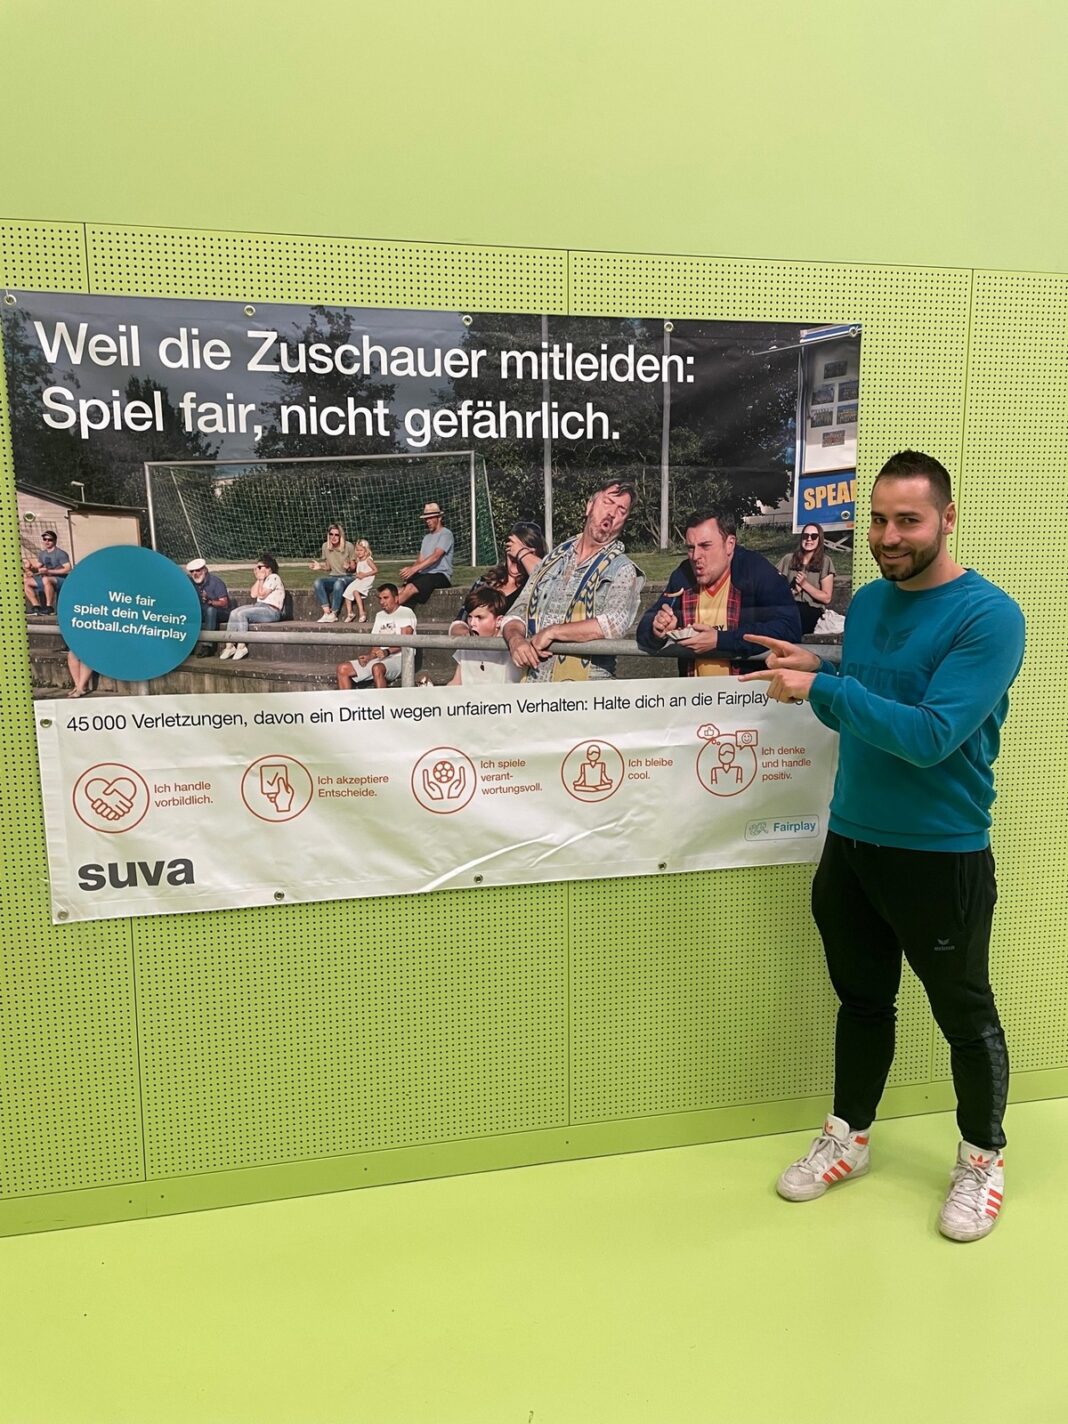 Weil die Zuschauer mitleiden:
Spiel fair, nicht gefährlich.
SPEA
Wie fair
spielt dein Verein?
football.ch/fairplay
45 000 Verletzungen, davon ein Drittel wegen unfairem Verhalten: Halte dich an die Fairplay
Ich handle
vorbildlich.
Ich akzeptiere
Entscheide.
Ich spiele
verant-
wortungsvoll.
Ich bleibe
cool.
Ich denke
und handle
positiv.
Fairplay
suva
erima